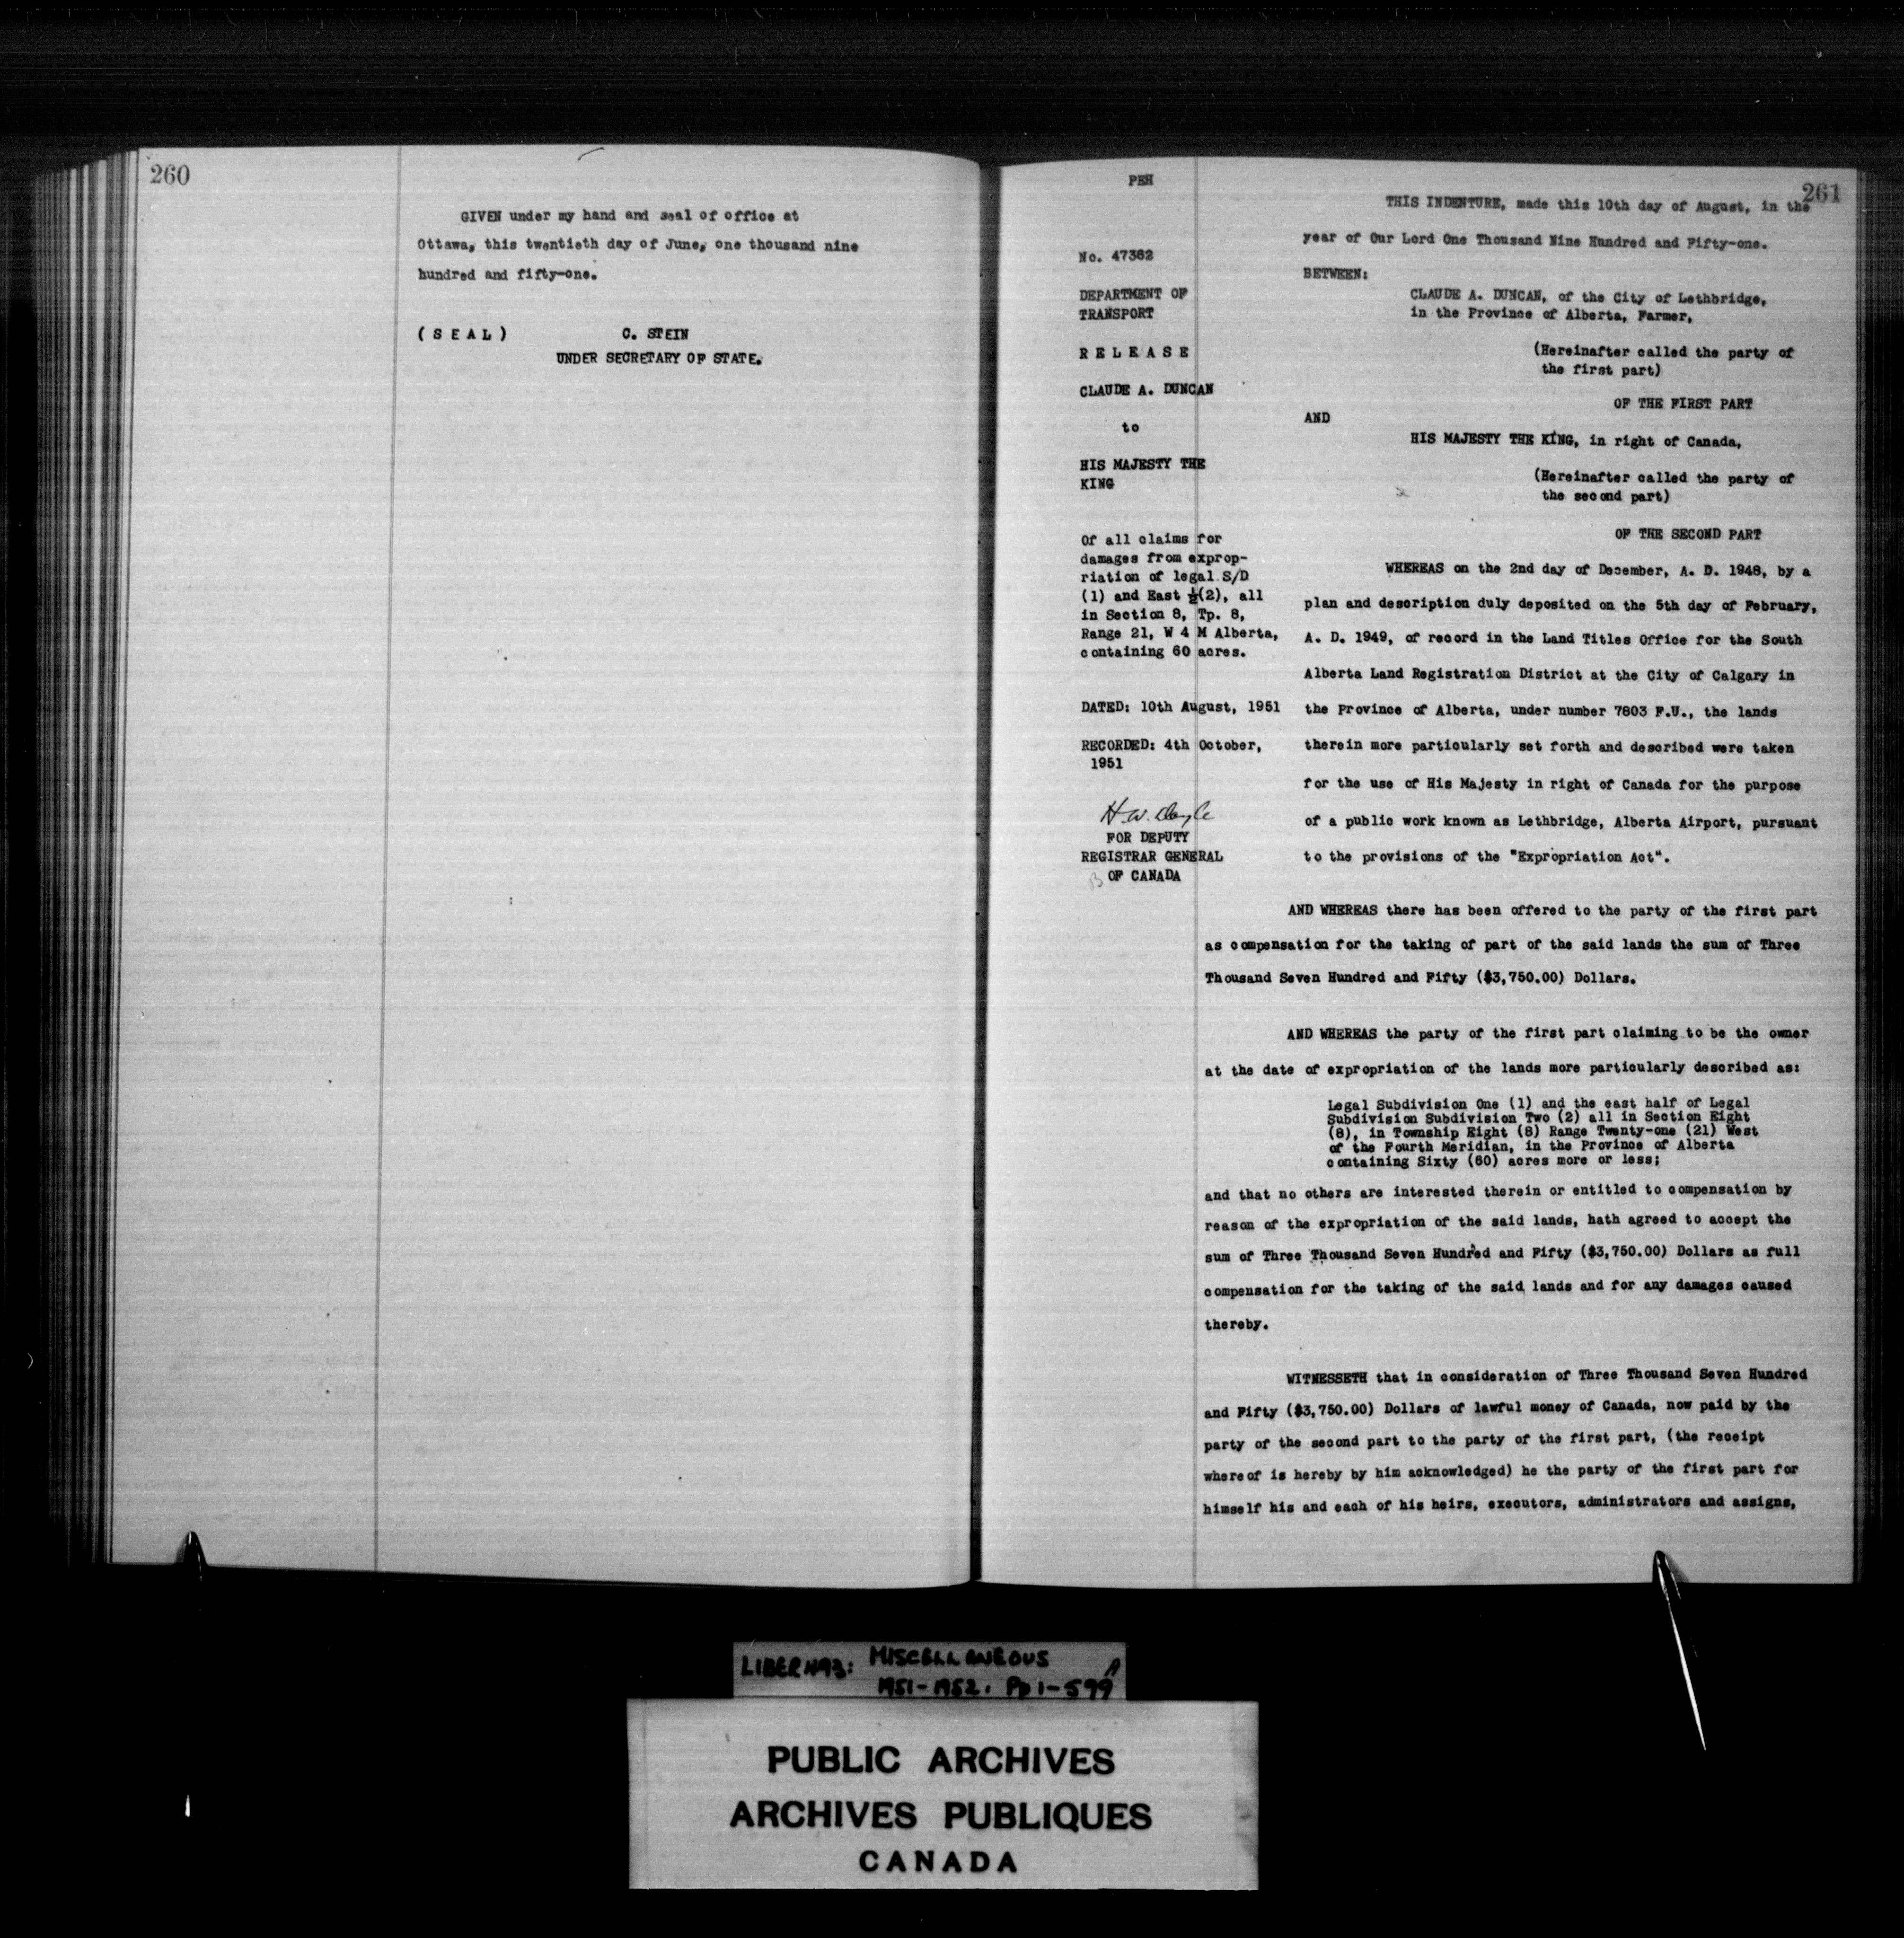 260
GIVEN under my hand and seal of office at
Ottawa, this twentieth day of June, one thousand nine
hundred and fifty-one.
( S E A L ) C. STEIN
UNDER SECRETARY OF STATE.
PEH
No. 47362
DEPARTMENT OF
TRANSPORT
R E L E A S E
CLAUDE A. DUNCAN
to
HIS MAJESTY THE
KING
Of all claims for
damages from exprop-
riation of legal S/D
(1) and East ½(2), all
in Section 8, Tp. 8,
Range 21, W 4 M Alberta,
containing 60 acres.
DATED: 10th August, 1951
RECORDED: 4th October,
1951
H.W. Doyle
FOR DEPUTY
REGISTRAR GENERAL
B OF CANADA
261
THIS INDENTURE, made this 10th day of August, in the
year of Our Lord One Thousand Nine Hundred and Fifty-one.
BETWEEN:
CLAUDE A. DUNCAN, of the City of Lethbridge,
in the Province of Alberta, Farmer,
(Hereinafter called the party of
the first part)
OF THE FIRST PART
AND
HIS MAJESTY THE KING, in right of Canada,
(Hereinafter called the party of
the second part)
OF THE SECOND PART
WHEREAS on the 2nd day of December, A. D. 1948, by a
plan and description duly deposited on the 5th day of February,
A. D. 1949, of record in the Land Titles Office for the South
Alberta Land Registration District at the City of Calgary in
the Province of Alberta, under number 7803 F.U., the lands
therein more particularly set forth and described were taken
for the use of His Majesty in right of Canada for the purpose
of a public work known as Lethbridge, Alberta Airport, pursuant
to the provisions of the "Expropriation Act".
AND WHEREAS there has been offered to the party of the first part
as compensation for the taking of part of the said lands the sum of Three
Thousand Seven Hundred and Fifty ($3,750.00) Dollars.
AND WHEREAS the party of the first part claiming to be the owner
at the date of expropriation of the lands more particularly described as:
Legal Subdivision One (1) and the east half of Legal
Subdivision Subdivision Two (2) all in Section Eight
(8), in Township Eight (8) Range Twenty-one (21) West
of the Fourth Meridian, in the Province of Alberta
containing Sixty (60) acres more or less;
and that no others are interested therein or entitled to compensation by
reason of the expropriation of the said lands, hath agreed to accept the
sum of Three Thousand Seven Hundred and Fifty ($3,750.00) Dollars as full
compensation for the taking of the said lands and for any damages caused
thereby.
WITNESSETH that in consideration of Three Thousand Seven Hundred
and Fifty ($3,750.00) Dollars of lawful money of Canada, now paid by the
party of the second part to the party of the first part, (the receipt
whereof is hereby by him acknowledged) he the party of the first part for
himself his and each of his heirs, executors, administrators and assigns,
LIBER 493: MISCELLANEOUS
1951-1952. Pp 1-599A
PUBLIC ARCHIVES
ARCHIVES PUBLIQUES
CANADA